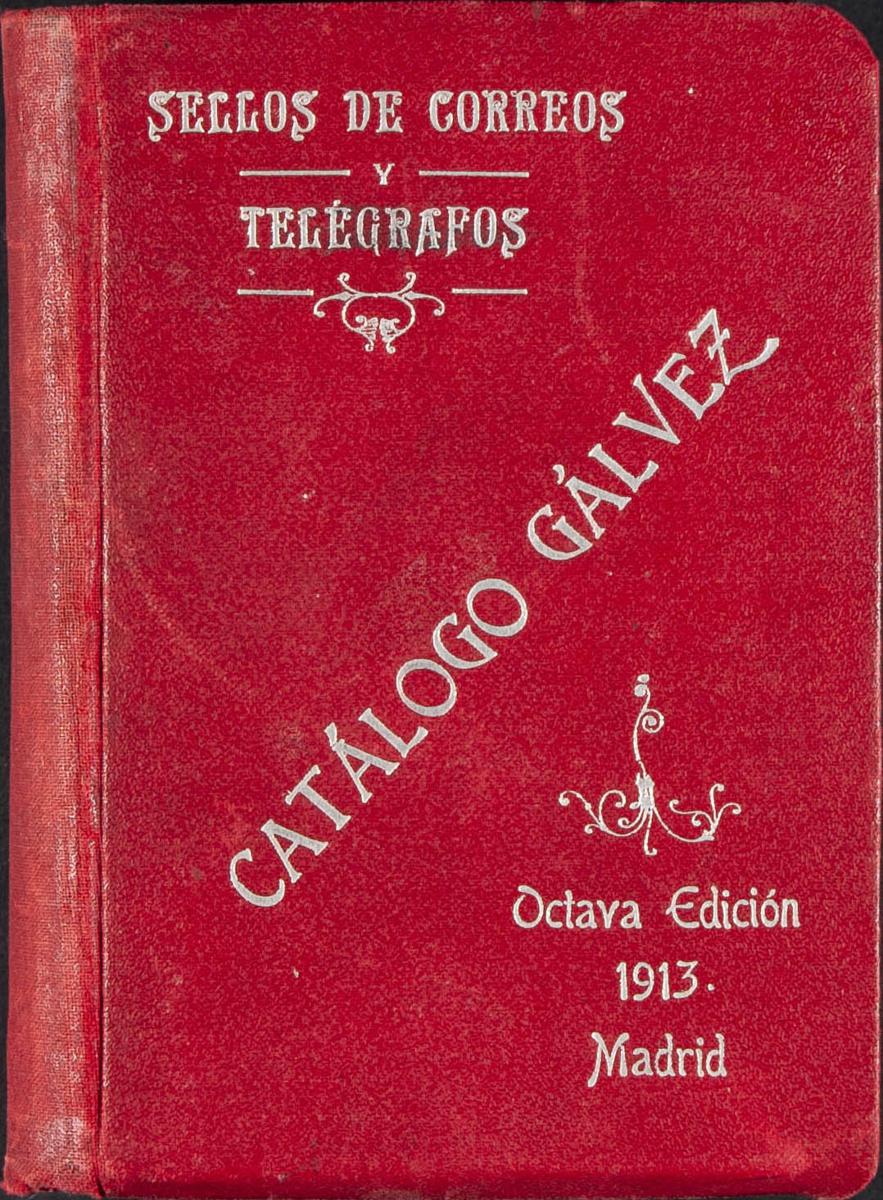 SELLOS DE CORREOS
Y
TELÉGRAFOS
CATÁLOGO GÁLVEZ
Octava Edición
1913.
Madrid